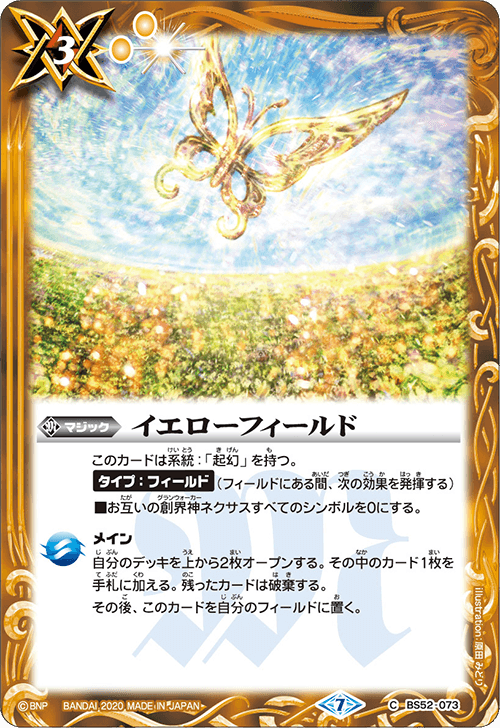 3
マジック
イエローフィールド
このカードは系統:「起幻」を持つ。
タイプ:フィールド (フィールドにある間、次の効果を発揮する)
■お互いの創界神ネクサスすべてのシンボルを0にする。
メイン
自分のデッキを上から2枚オープンする。その中のカード1枚を
手札に加える。残ったカードは破棄する。
その後、このカードを自分のフィールドに置く。
illustration:原田みどり
©BNP BANDAI,2020,MADE IN JAPAN 7 C BS52-073